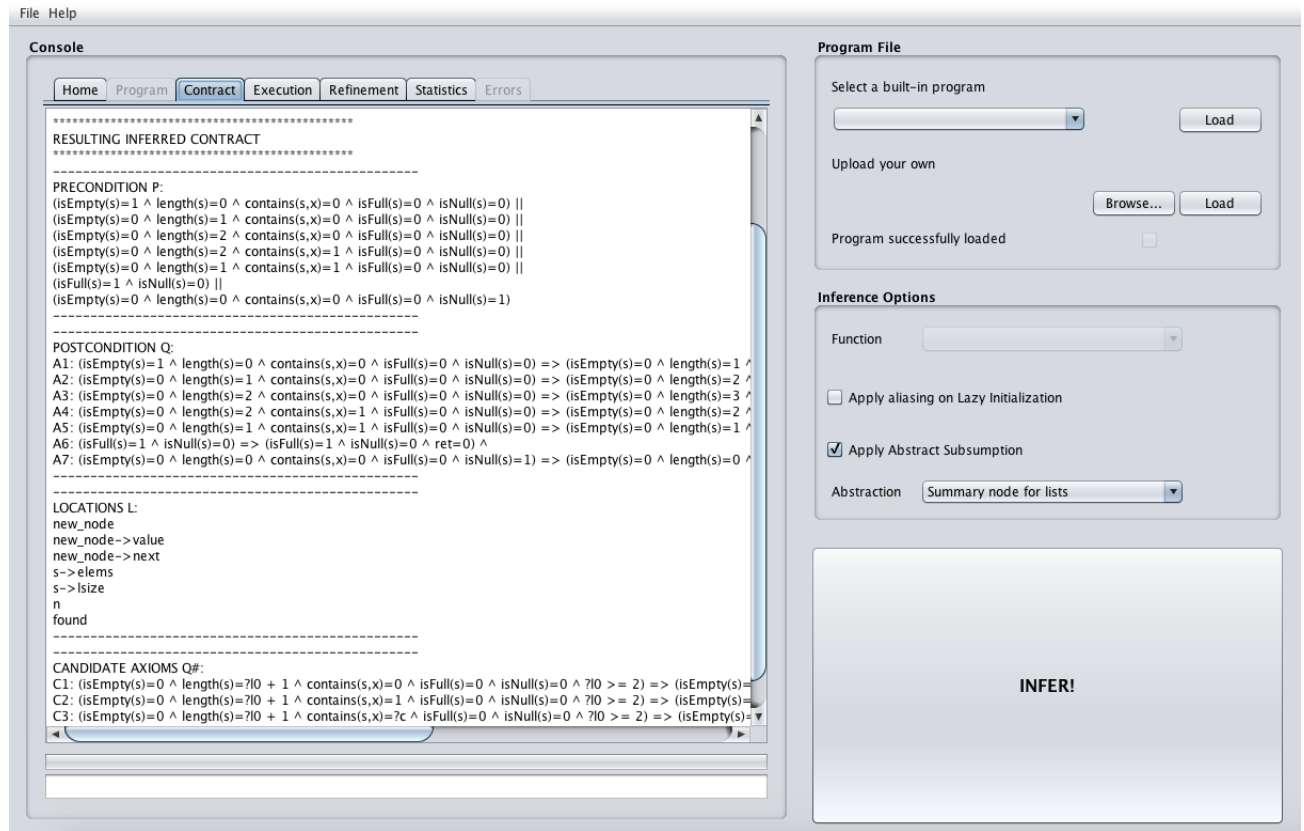 File Help
Console
Home Program Contract Execution Refinement Statistics Errors
***********************************************
RESULTING INFERRED CONTRACT
***********************************************
-------------------------------------------------
PRECONDITION P:
(isEmpty(s)=1 ^ length(s)=0 ^ contains(s,x)=0 ^ isFull(s)=0 ^ isNull(s)=0) ||
(isEmpty(s)=0 ^ length(s)=1 ^ contains(s,x)=0 ^ isFull(s)=0 ^ isNull(s)=0) ||
(isEmpty(s)=0 ^ length(s)=2 ^ contains(s,x)=0 ^ isFull(s)=0 ^ isNull(s)=0) ||
(isEmpty(s)=0 ^ length(s)=2 ^ contains(s,x)=1 ^ isFull(s)=0 ^ isNull(s)=0) ||
(isEmpty(s)=0 ^ length(s)=1 ^ contains(s,x)=1 ^ isFull(s)=0 ^ isNull(s)=0) ||
(isFull(s)=1 ^ isNull(s)=0) ||
(isEmpty(s)=0 ^ length(s)=0 ^ contains(s,x)=0 ^ isFull(s)=0 ^ isNull(s)=1)
-------------------------------------------------
-------------------------------------------------
POSTCONDITION Q:
A1: (isEmpty(s)=1 ^ length(s)=0 ^ contains(s,x)=0 ^ isFull(s)=0 ^ isNull(s)=0) => (isEmpty(s)=0 ^ length(s)=1 ^
A2: (isEmpty(s)=0 ^ length(s)=1 ^ contains(s,x)=0 ^ isFull(s)=0 ^ isNull(s)=0) => (isEmpty(s)=0 ^ length(s)=2 ^
A3: (isEmpty(s)=0 ^ length(s)=2 ^ contains(s,x)=0 ^ isFull(s)=0 ^ isNull(s)=0) => (isEmpty(s)=0 ^ length(s)=3 ^
A4: (isEmpty(s)=0 ^ length(s)=2 ^ contains(s,x)=1 ^ isFull(s)=0 ^ isNull(s)=0) => (isEmpty(s)=0 ^ length(s)=2 ^
A5: (isEmpty(s)=0 ^ length(s)=1 ^ contains(s,x)=1 ^ isFull(s)=0 ^ isNull(s)=0) => (isEmpty(s)=0 ^ length(s)=1 ^
A6: (isFull(s)=1 ^ isNull(s)=0) => (isFull(s)=1 ^ isNull(s)=0 ^ ret=0) ^
A7: (isEmpty(s)=0 ^ length(s)=0 ^ contains(s,x)=0 ^ isFull(s)=0 ^ isNull(s)=1) => (isEmpty(s)=0 ^ length(s)=0 ^
-------------------------------------------------
-------------------------------------------------
LOCATIONS L:
new_node
new_node->value
new_node->next
s->elems
s->lsize
n
found
-------------------------------------------------
-------------------------------------------------
CANDIDATE AXIOMS Q#:
C1: (isEmpty(s)=0 ^ length(s)=?l0 + 1 ^ contains(s,x)=0 ^ isFull(s)=0 ^ isNull(s)=0 ^ ?l0 >= 2) => (isEmpty(s)=
C2: (isEmpty(s)=0 ^ length(s)=?l0 + 1 ^ contains(s,x)=1 ^ isFull(s)=0 ^ isNull(s)=0 ^ ?l0 >= 2) => (isEmpty(s)=
C3: (isEmpty(s)=0 ^ length(s)=?l0 + 1 ^ contains(s,x)=?c ^ isFull(s)=0 ^ isNull(s)=0 ^ ?l0 >= 2) => (isEmpty(s)=
Program File
Select a built-in program
Load
Upload your own
Browse... Load
Program successfully loaded
Inference Options
Function
Apply aliasing on Lazy Initialization
Apply Abstract Subsumption
Abstraction Summary node for lists
INFER!